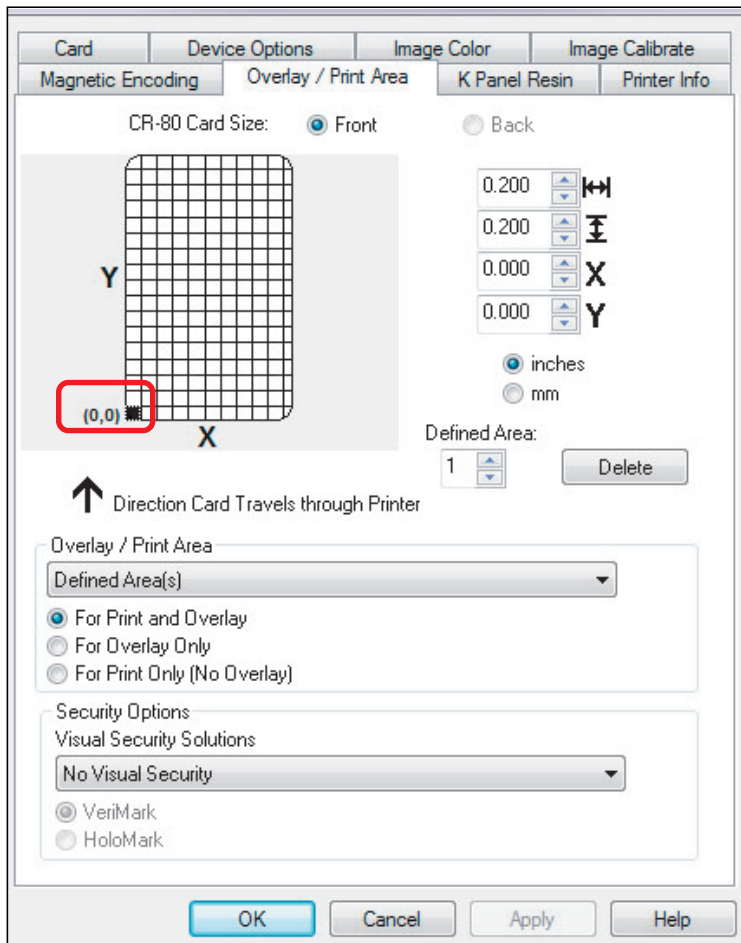 Card Device Options Image Color Image Calibrate
Magnetic Encoding Overlay / Print Area K Panel Resin Printer Info
CR-80 Card Size: Front Back
0.200
0.200
0.000 X
0.000 Y
Y
(0,0)
X
inches
mm
Defined Area:
1 Delete
Direction Card Travels through Printer
Overlay / Print Area
Defined Area(s)
For Print and Overlay
For Overlay Only
For Print Only (No Overlay)
Security Options
Visual Security Solutions
No Visual Security
VeriMark
HoloMark
OK Cancel Apply Help